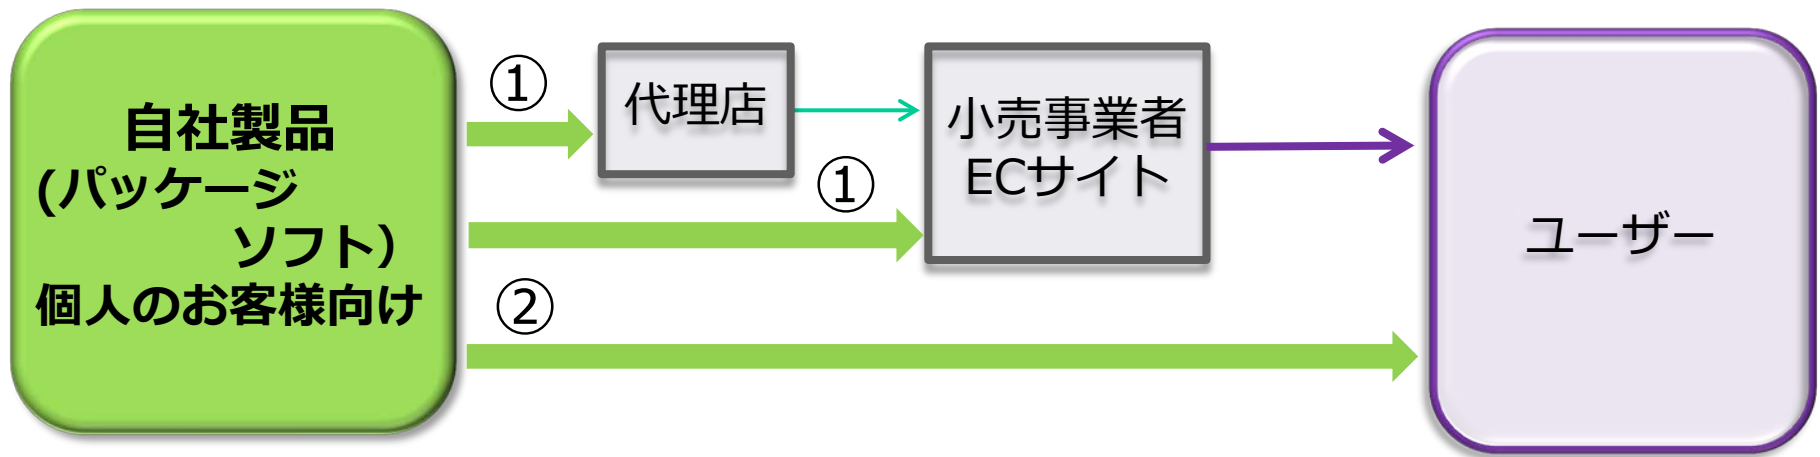 自社製品
(パッケージ
ソフト）
個人のお客様向け
①
代理店
①
小売事業者
ECサイト
②
ユーザー